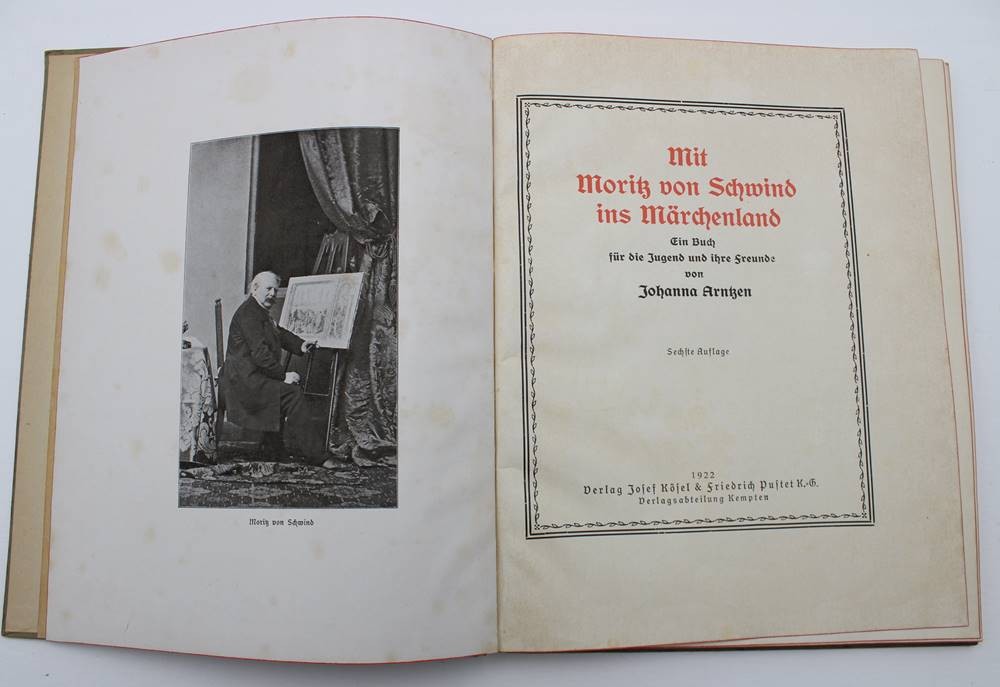 Moritz von Schwind
Mit
Moritz von Schwind
ins Märchenland
Ein Buch
für die Jugend und ihre Freunde
von
Johanna Arntzen
Sechste Auflage
1922
Verlag Josef Kösel & Friedrich Pustet K.-G.
Verlagsabteilung Kempten